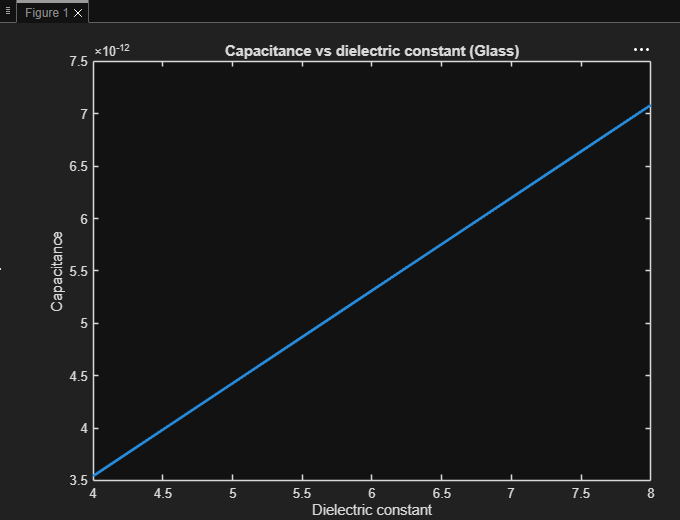 Figure 1
×10-12
Capacitance vs dielectric constant (Glass)
7.5
7
6.5
6
5.5
5
4.5
4
3.5
Capacitance
4 4.5 5 5.5 6 6.5 7 7.5 8
Dielectric constant